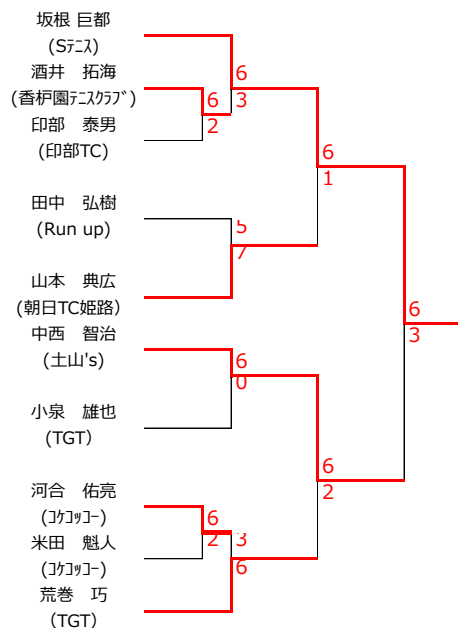 坂根 巨都
(Sﾃﾆｽ)
酒井　拓海
(香枦園ﾃﾆｽｸﾗﾌﾞ)
印部　泰男
(印部TC)
田中　弘樹
(Run up)
山本　典広
(朝日TC姫路）
中西　智治
(土山's)
小泉　雄也
(TGT）
河合　佑亮
(ｺｹｺｯｺｰ)
米田　魁人
(ｺｹｺｯｺｰ)
荒巻　巧
（TGT)
6
3
6
2
6
1
5
7
6
3
6
0
6
2
6
2
3
6